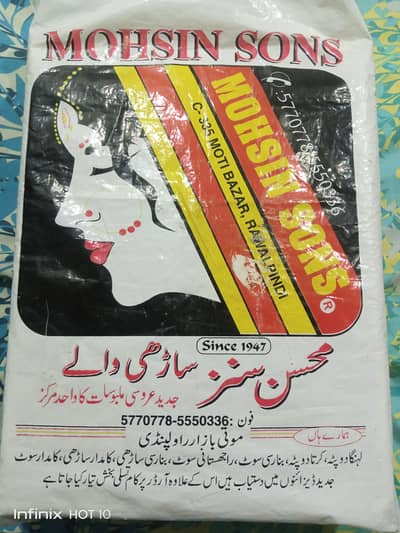 MOHSIN SONS
5770778-5550336
MOHSIN SONS®
C-335 MOTI BAZAR, RAWALPINDI
Since 1947
محسن سنز ساڑھی والے
جدید عروسی ملبوسات کا واحد مرکز
فون : 5550336-5770778
موتی بازار راولپنڈی
ہمارے ہاں
لہنگا دوپٹہ، کرتا دوپٹہ، بنارسی سوٹ، راجھستانی سوٹ، بنارسی ساڑھی، کامدار ساڑھی، کامدار سوٹ
جدید ڈیزائنوں میں دستیاب ہیں اس کے علاوہ آرڈر پر کام تسلی بخش تیار کیا جاتا ہے
Infinix HOT 10